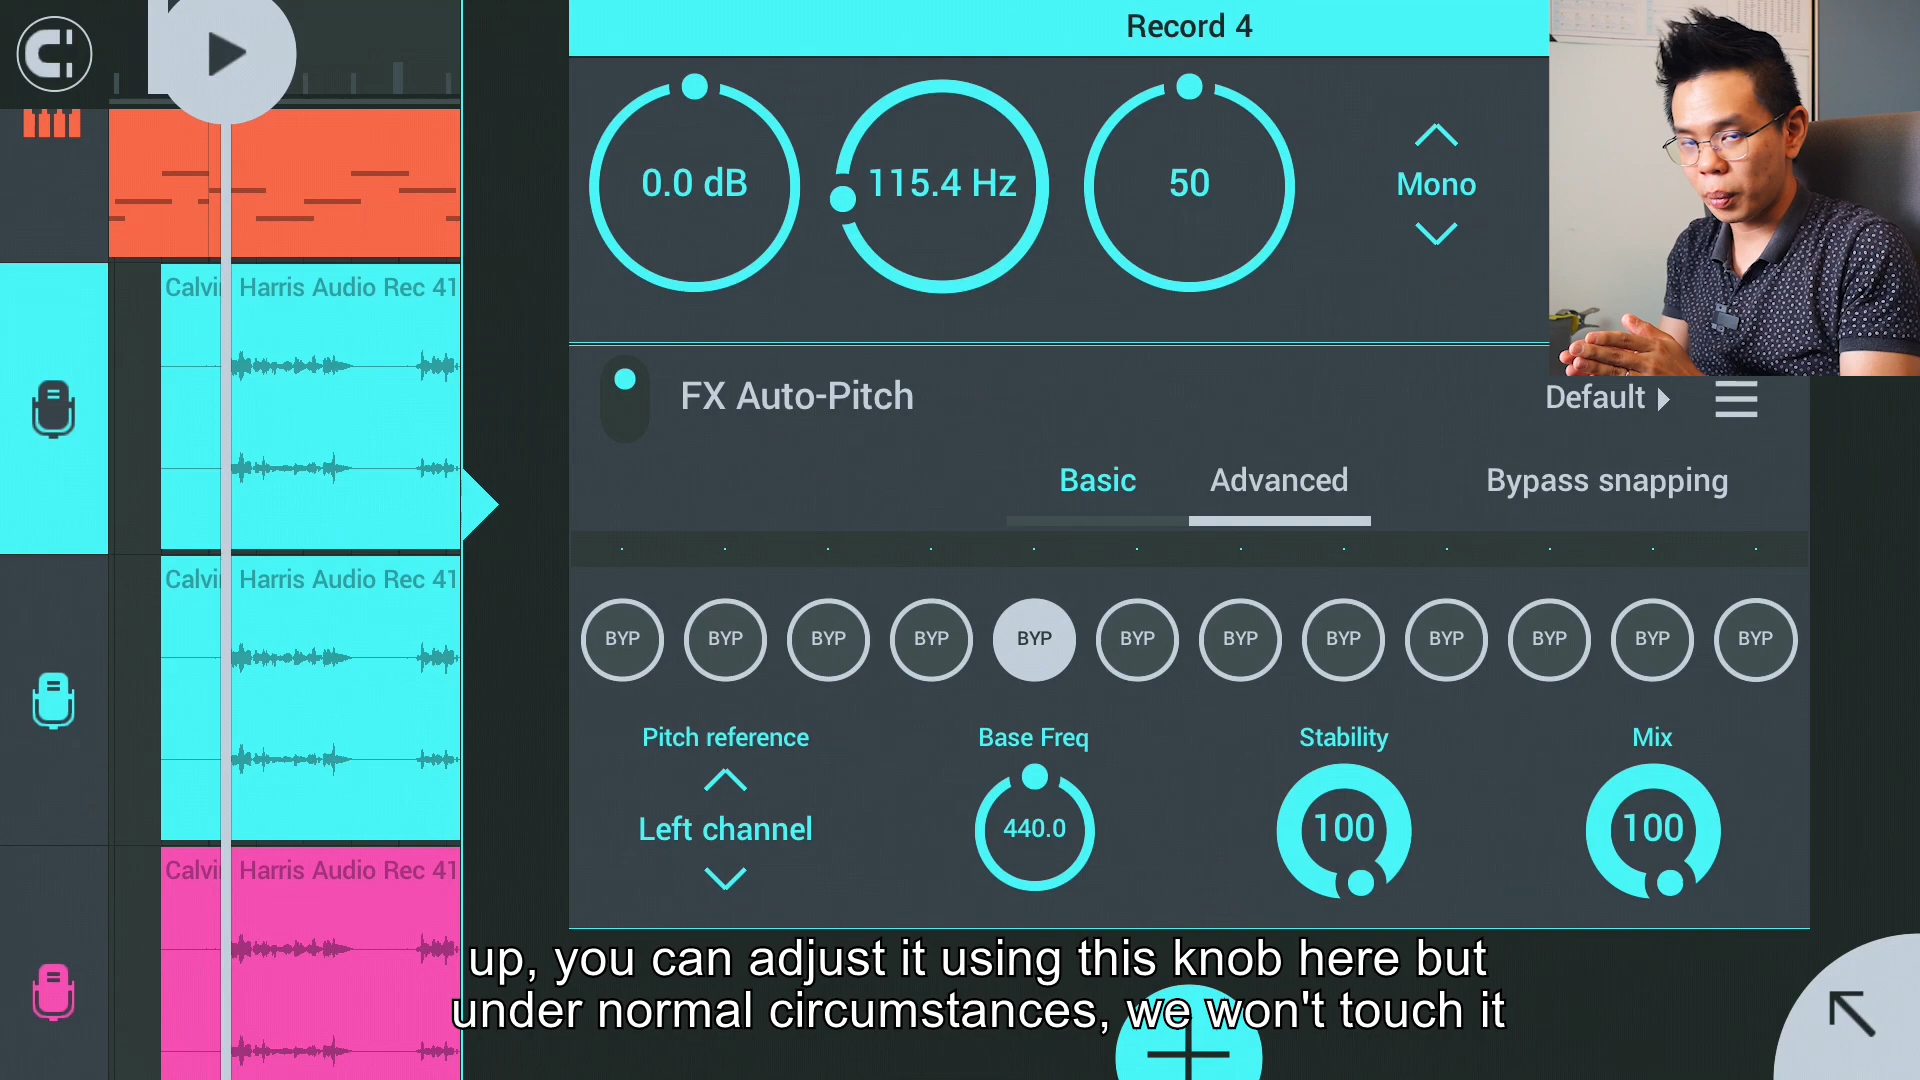 Record 4
0.0 dB
115.4 Hz
50
Mono
Calvi Harris Audio Rec 41
FX Auto-Pitch
Default
Basic
Advanced
Bypass snapping
Calvi Harris Audio Rec 41
BYP BYP BYP BYP BYP BYP BYP BYP BYP BYP BYP BYP
Pitch reference
Base Freq
Stability
Mix
Left channel
440.0
100
100
Calvi Harris Audio Rec 41
up, you can adjust it using this knob here but
under normal circumstances, we won't touch it